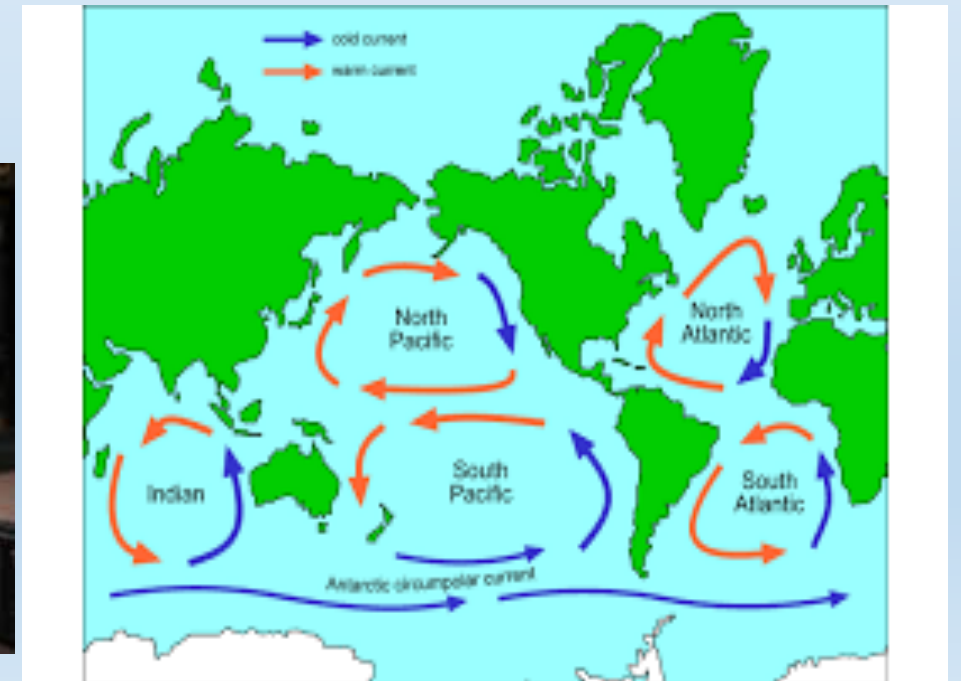 cold current
warm current
North
Pacific
North
Atlantic
Indian
South
Pacific
South
Atlantic
Antarctic circumpolar current